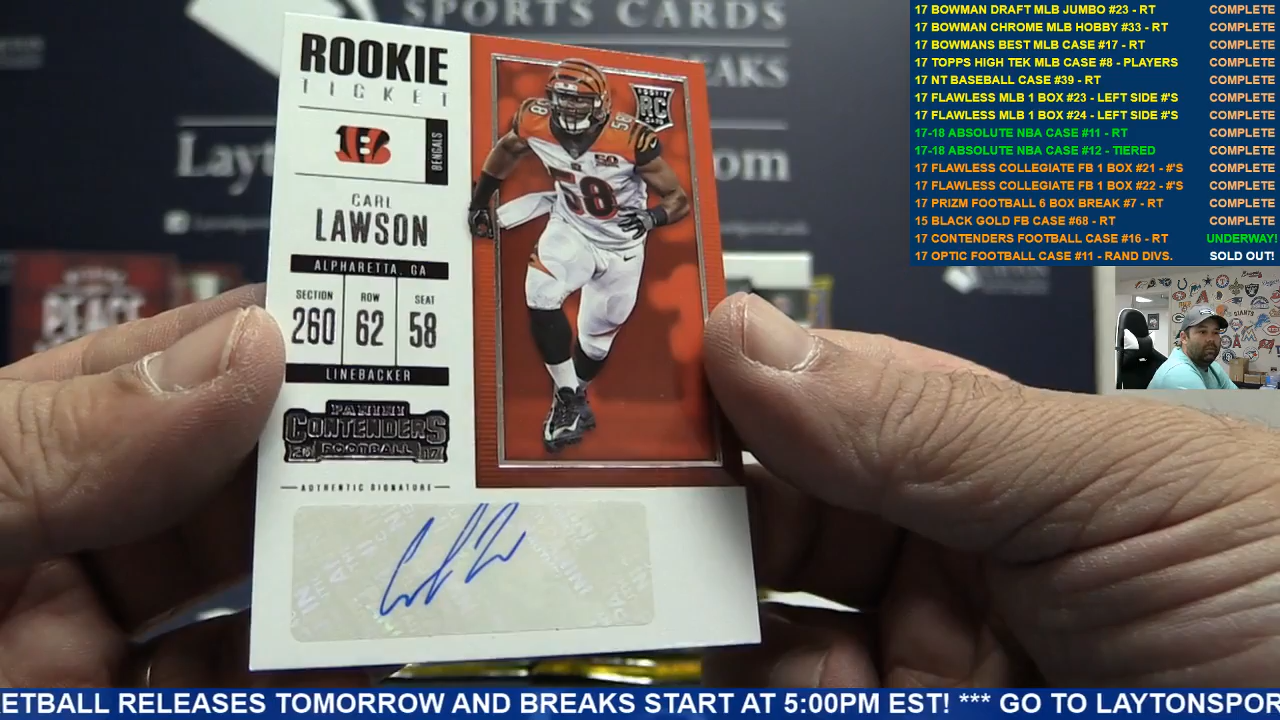 SPORTS CARDS
EAKS
Layt
om
ROOKIE
TICKET
B
BENGALS
CARL
LAWSON
ALPHARETTA, GA
SECTION ROW SEAT
260 62 58
LINEBACKER
PANINI
CONTENDERS
20 FOOTBALL 17
AUTHENTIC SIGNATURE
RC
58
58
58
PEACE
17 BOWMAN DRAFT MLB JUMBO #23 - RT COMPLETE
17 BOWMAN CHROME MLB HOBBY #33 - RT COMPLETE
17 BOWMANS BEST MLB CASE #17 - RT COMPLETE
17 TOPPS HIGH TEK MLB CASE #8 - PLAYERS COMPLETE
17 NT BASEBALL CASE #39 - RT COMPLETE
17 FLAWLESS MLB 1 BOX #23 - LEFT SIDE #'S COMPLETE
17 FLAWLESS MLB 1 BOX #24 - LEFT SIDE #'S COMPLETE
17-18 ABSOLUTE NBA CASE #11 - RT COMPLETE
17-18 ABSOLUTE NBA CASE #12 - TIERED COMPLETE
17 FLAWLESS COLLEGIATE FB 1 BOX #21 - #'S COMPLETE
17 FLAWLESS COLLEGIATE FB 1 BOX #22 - #'S COMPLETE
17 PRIZM FOOTBALL 6 BOX BREAK #7 - RT COMPLETE
15 BLACK GOLD FB CASE #68 - RT COMPLETE
17 CONTENDERS FOOTBALL CASE #16 - RT UNDERWAY!
17 OPTIC FOOTBALL CASE #11 - RAND DIVS. SOLD OUT!
ETBALL RELEASES TOMORROW AND BREAKS START AT 5:00PM EST! *** GO TO LAYTONSPOR